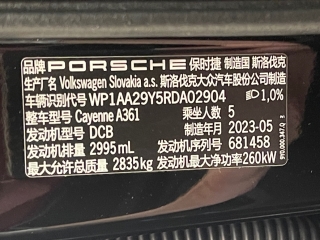 品牌 PORSCHE 保时捷 制造国 斯洛伐克
生产厂名 Volkswagen Slovakia a.s. 斯洛伐克大众汽车股份公司制造
车辆识别代号 WP1AA29Y5RDA02904 1,0%
整车型号 Cayenne A361 乘坐人数 5
发动机型号 DCB 制造年月 2023-05
发动机排量 2995mL 发动机序列号 681458
最大允许总质量 2835kg 发动机最大净功率 260kW